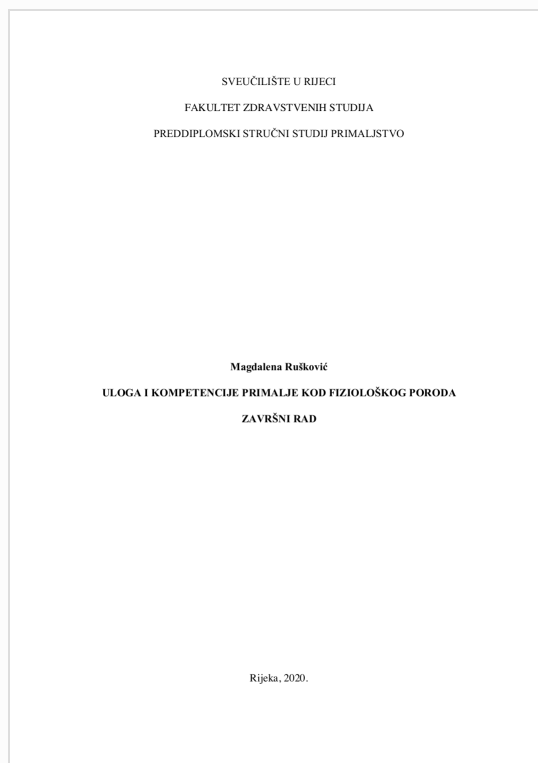 SVEUČILIŠTE U RIJECI
FAKULTET ZDRAVSTVENIH STUDIJA
PREDDIPLOMSKI STRUČNI STUDIJ PRIMALJSTVO
Magdalena Rušković
ULOGA I KOMPETENCIJE PRIMALJE KOD FIZIOLOŠKOG PORODA
ZAVRŠNI RAD
Rijeka, 2020.